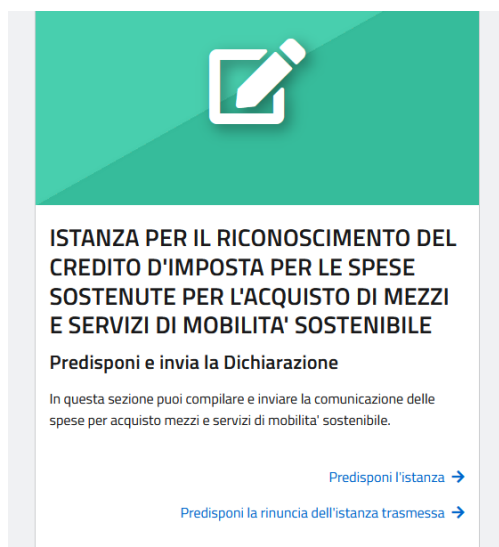 ISTANZA PER IL RICONOSCIMENTO DEL
CREDITO D'IMPOSTA PER LE SPESE
SOSTENUTE PER L'ACQUISTO DI MEZZI
E SERVIZI DI MOBILITA' SOSTENIBILE
Predisponi e invia la Dichiarazione
In questa sezione puoi compilare e inviare la comunicazione delle
spese per acquisto mezzi e servizi di mobilita' sostenibile.
Predisponi l'istanza →
Predisponi la rinuncia dell'istanza trasmessa →